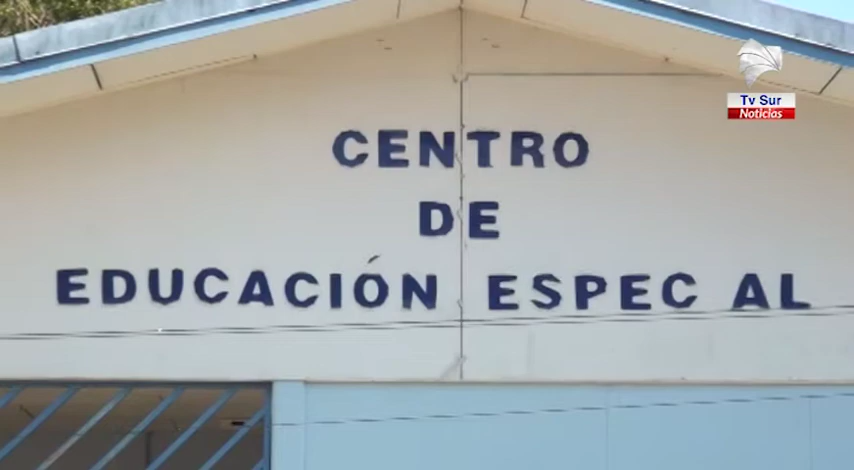 Tv Sur
Noticias
CENTRO
DE
EDUCACIÓN ESPEC AL